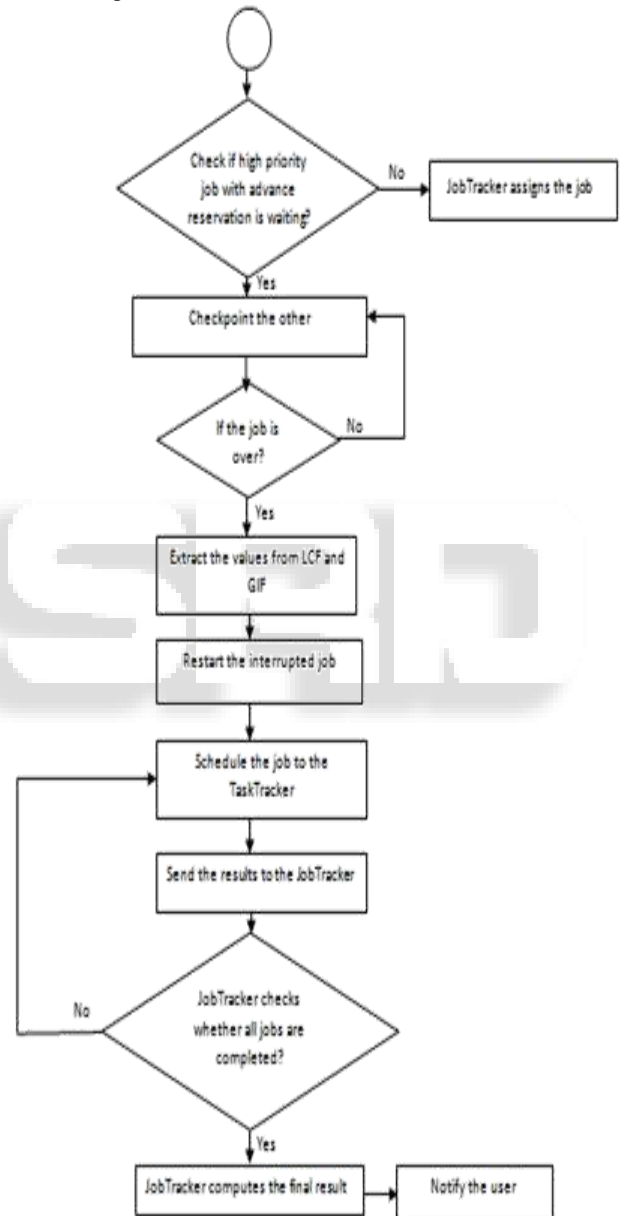 Check if high priority
job with advance
reservation is waiting?
No
JobTracker assigns the job
Yes
Checkpoint the other
If the job is
over?
No
Yes
Extract the values from LCF and
GIF
Restart the interrupted job
Schedule the job to the
TaskTracker
Send the results to the JobTracker
JobTracker checks
whether all jobs are
completed?
No
Yes
JobTracker computes the final result
Notify the user